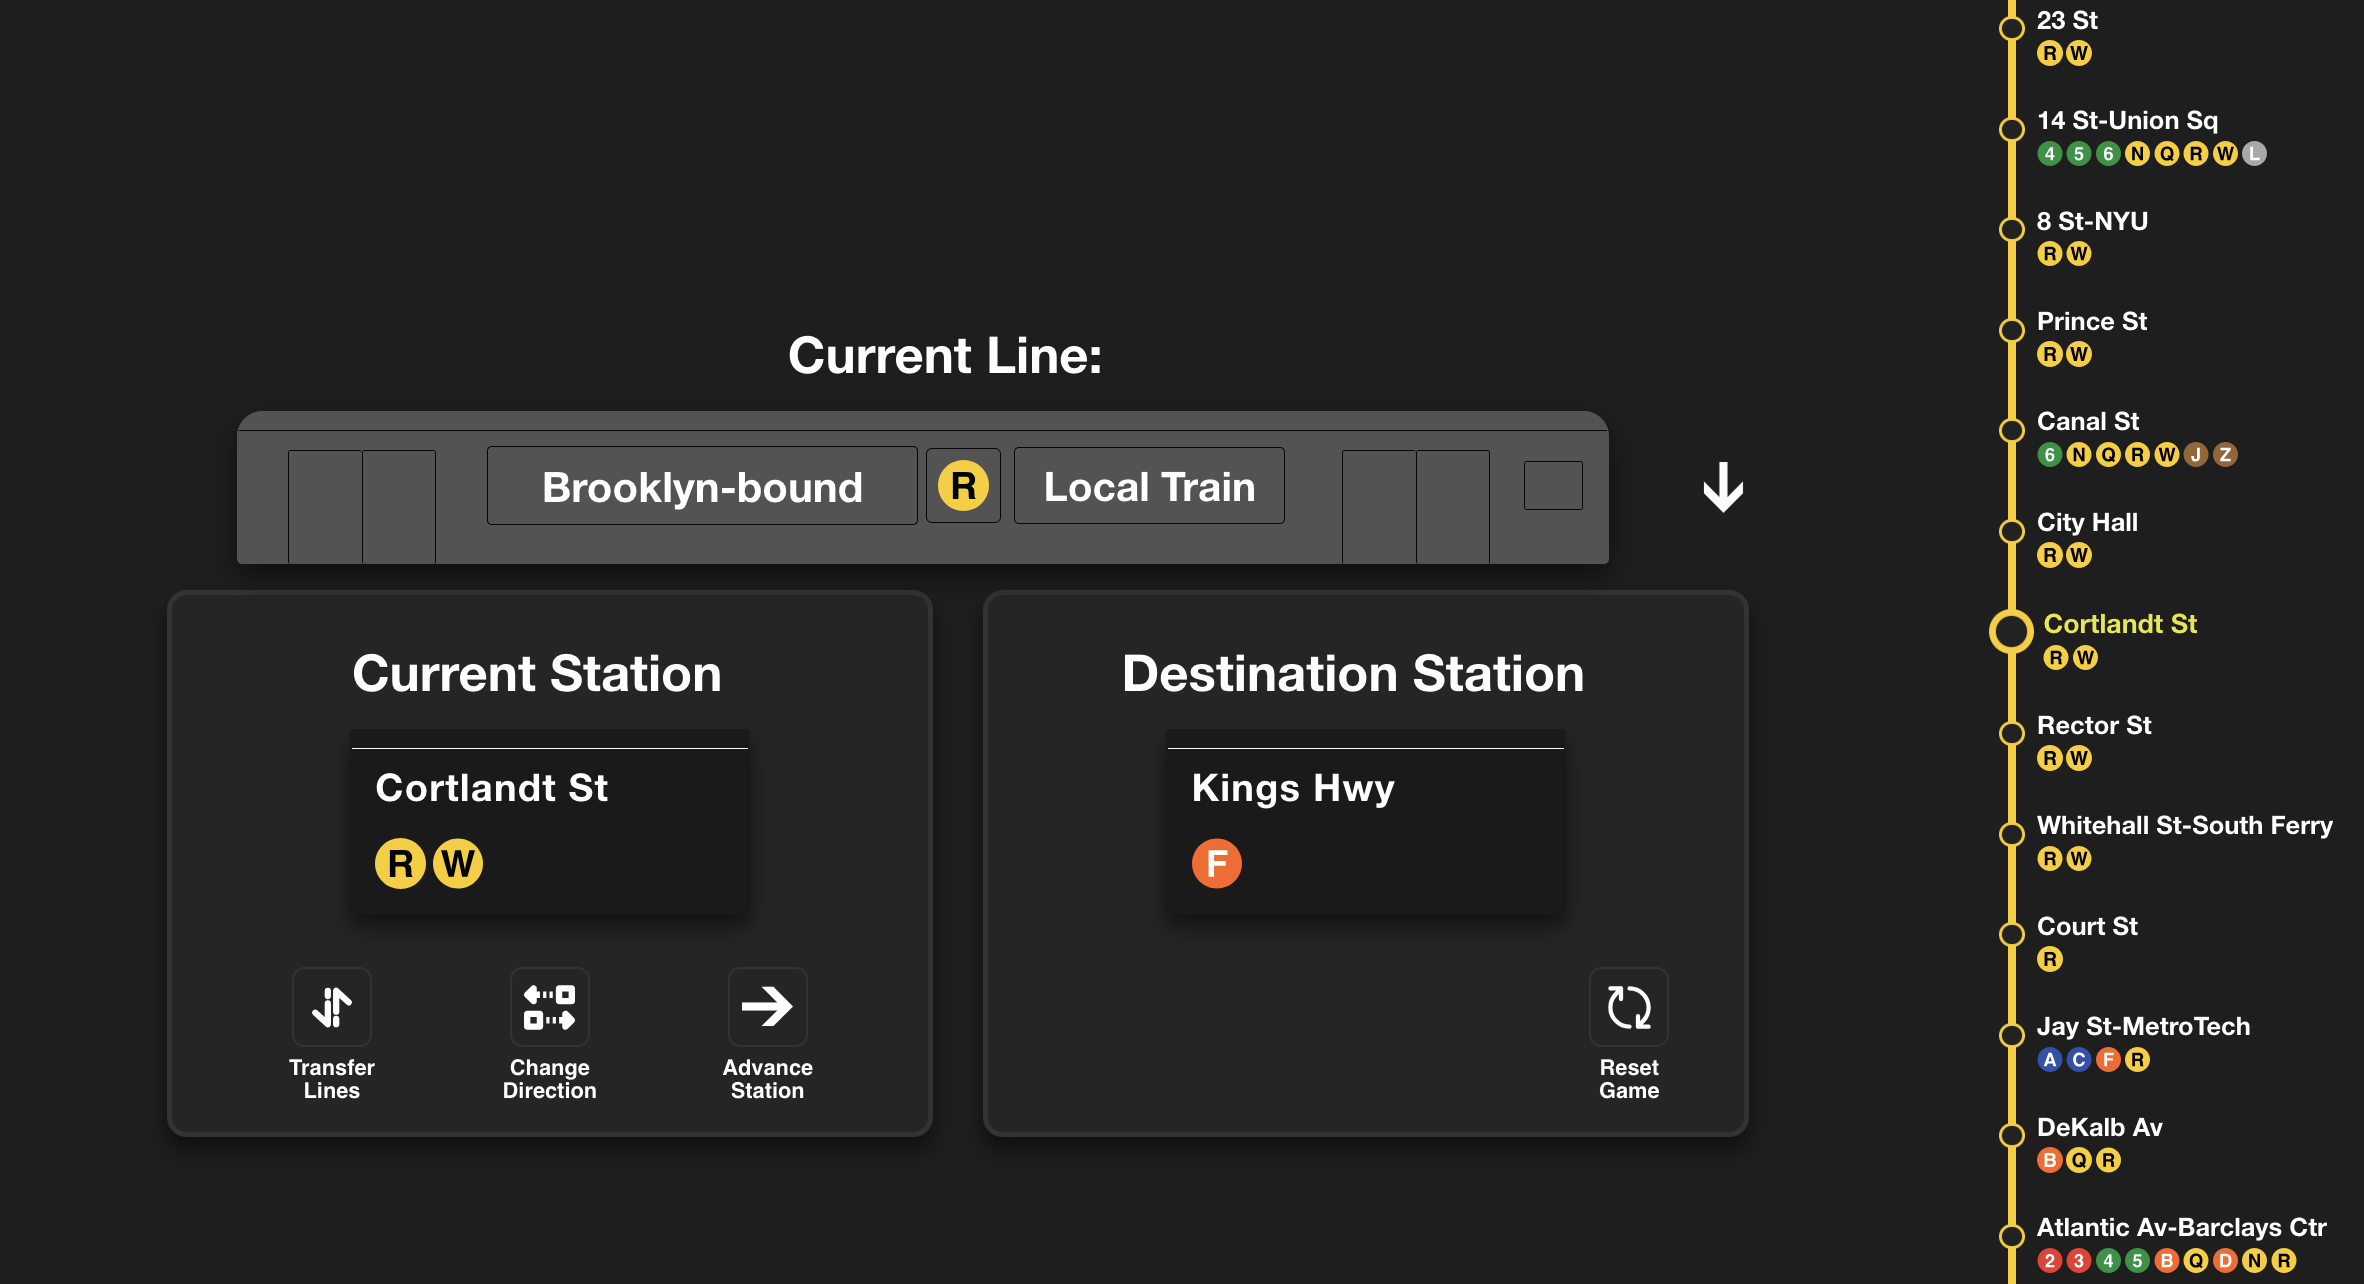 Current Line:
Brooklyn-bound R Local Train
Current Station
Cortlandt St
R W
Transfer
Lines
Change
Direction
Advance
Station
Destination Station
Kings Hwy
F
Reset
Game
23 St
R W
14 St-Union Sq
4 5 6 N Q R W L
8 St-NYU
R W
Prince St
R W
Canal St
6 N Q R W J Z
City Hall
R W
Cortlandt St
R W
Rector St
R W
Whitehall St-South Ferry
R W
Court St
R
Jay St-MetroTech
A C F R
DeKalb Av
B Q R
Atlantic Av-Barclays Ctr
2 3 4 5 B Q D N R